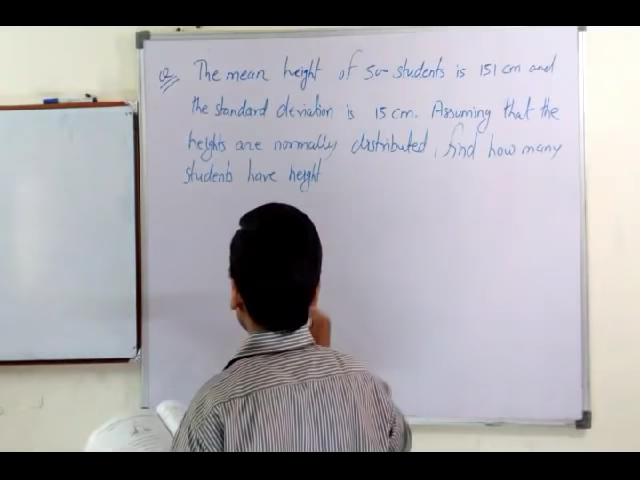 Q2 The mean height of 50 students is 151 cm and
the standard deviation is 15 cm. Assuming that the
heights are normally distributed, find how many
students have height